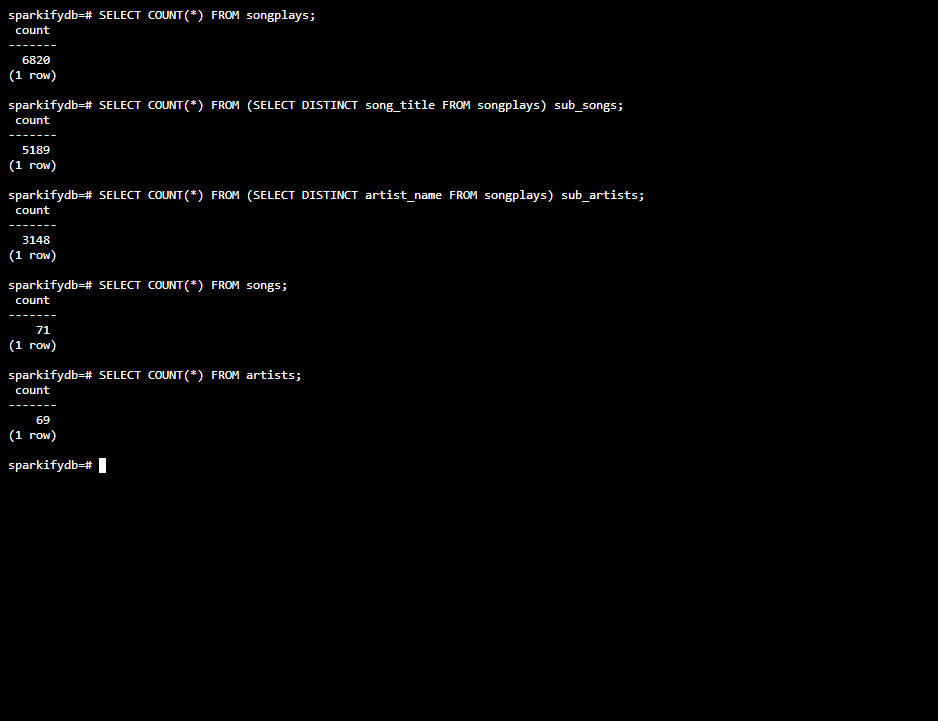 sparkifydb=# SELECT COUNT(*) FROM songplays;
 count
-------
  6820
(1 row)

sparkifydb=# SELECT COUNT(*) FROM (SELECT DISTINCT song_title FROM songplays) sub_songs;
 count
-------
  5189
(1 row)

sparkifydb=# SELECT COUNT(*) FROM (SELECT DISTINCT artist_name FROM songplays) sub_artists;
 count
-------
  3148
(1 row)

sparkifydb=# SELECT COUNT(*) FROM songs;
 count
-------
    71
(1 row)

sparkifydb=# SELECT COUNT(*) FROM artists;
 count
-------
    69
(1 row)

sparkifydb=#